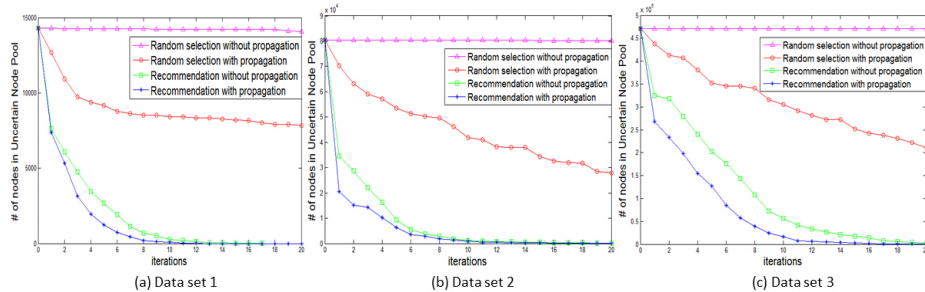 15000
10000
5000
0
0 2 4 6 8 10 12 14 16 18 20
# of nodes in Uncertain Node Pool
iterations
Random selection without propagation
Random selection with propagation
Recommendation without propagation
Recommendation with propagation
(a) Data set 1
x 10⁴
9
8
7
6
5
4
3
2
1
0
0 2 4 6 8 10 12 14 16 18 20
# of nodes in Uncertain Node Pool
iterations
Random selection without propagation
Random selection with propagation
Recommendation without propagation
Recommendation with propagation
(b) Data set 2
5
4.5
4
3.5
3
2.5
2
1.5
1
0.5
0
0 2 4 6 8 10 12 14 16 18 20
# of nodes in Uncertain Node Pool
iterations
Random selection without propagation
Random selection with propagation
Recommendation without propagation
Recommendation with propagation
(c) Data set 3